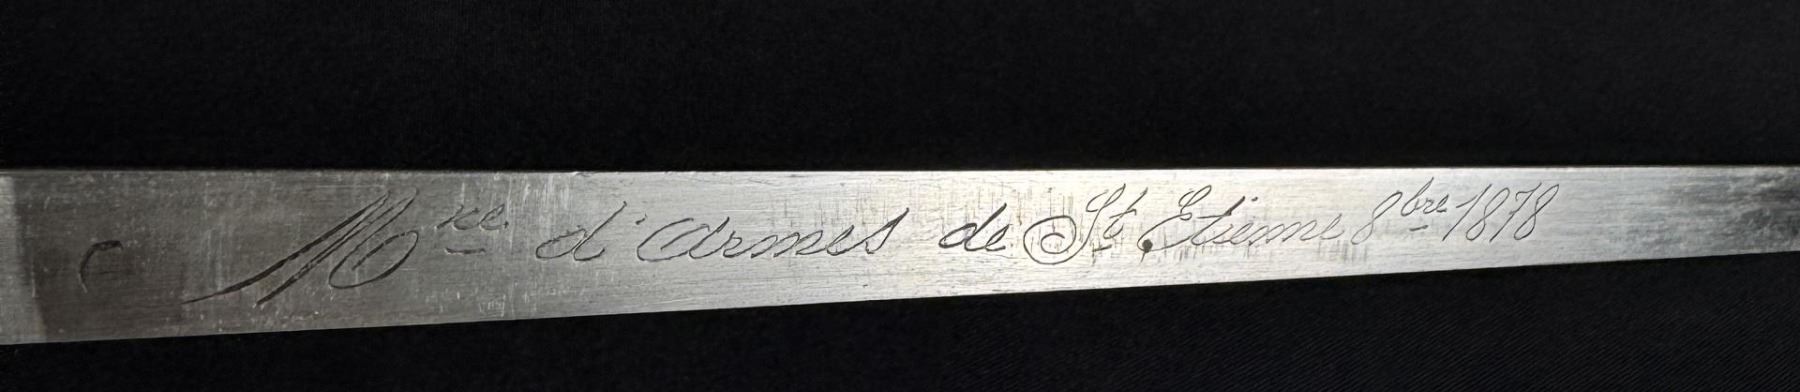 Mre d'Armes de St. Etienne 8bre 1878